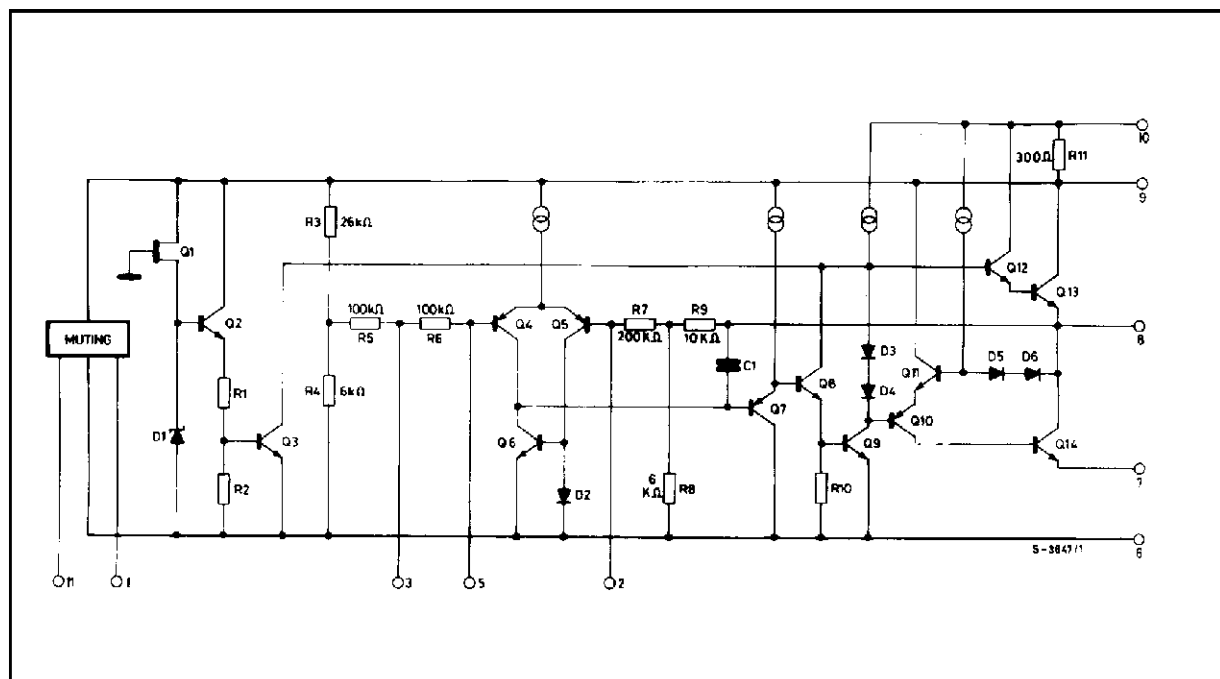 10
300Ω R11
9
R3 26kΩ
Q1
Q12
Q13
100kΩ 100kΩ
R5 R6
Q2
Q4 Q5
R7 R9
200KΩ 10KΩ
8
MUTING
C1
D3
D5 D6
Q11
R1
R4 6kΩ
D4
Q7 Q8
Q10
D1
Q3
Q6
Q9
Q14
7
R2
D2
6 KΩ R8
R10
S-3647/1
6
11 1 3 5 2